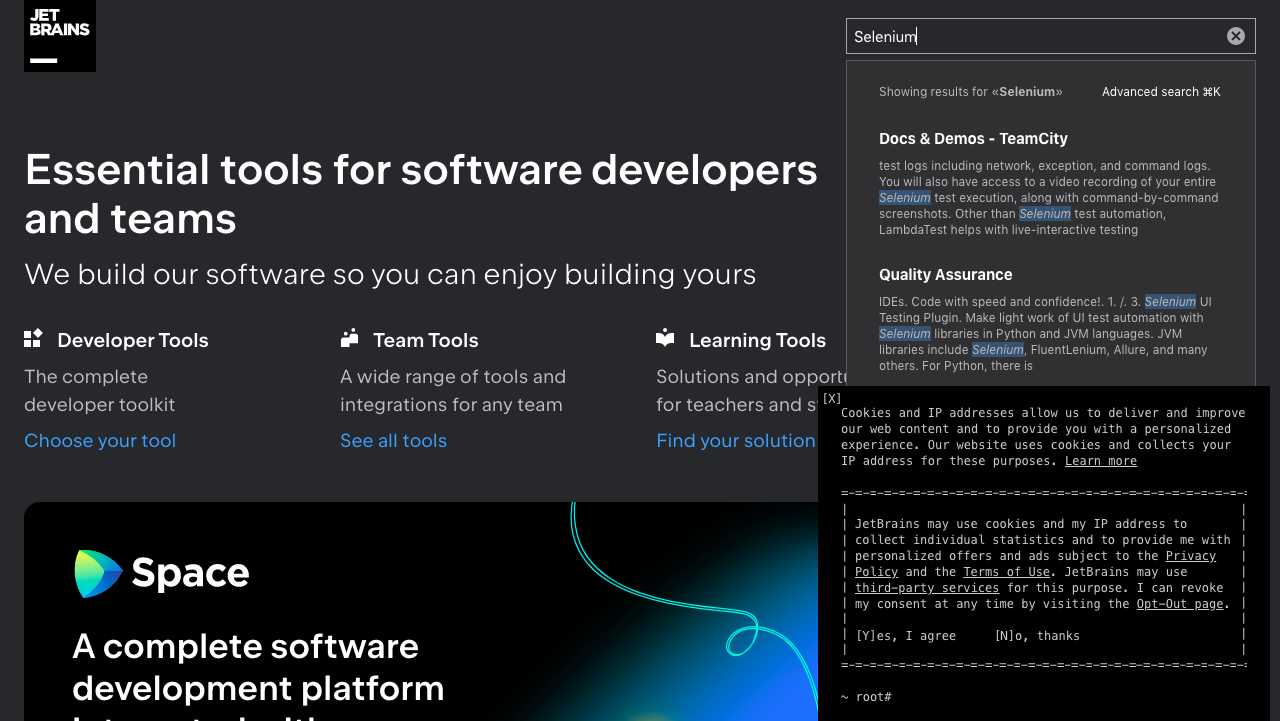 JET
BRAINS
Selenium
Showing results for «Selenium»
Advanced search ⌘K
Docs & Demos - TeamCity
test logs including network, exception, and command logs.
You will also have access to a video recording of your entire
Selenium test execution, along with command-by-command
screenshots. Other than Selenium test automation,
LambdaTest helps with live-interactive testing
Quality Assurance
IDEs. Code with speed and confidence!. 1. /. 3. Selenium UI
Testing Plugin. Make light work of UI test automation with
Selenium libraries in Python and JVM languages. JVM
libraries include Selenium, FluentLenium, Allure, and many
others. For Python, there is
Essential tools for software developers
and teams
We build our software so you can enjoy building yours
Developer Tools
The complete
developer toolkit
Choose your tool
Team Tools
A wide range of tools and
integrations for any team
See all tools
Learning Tools
Solutions and opportu
for teachers and s
Find your solution
Space
A complete software
development platform
[X]
Cookies and IP addresses allow us to deliver and improve
our web content and to provide you with a personalized
experience. Our website uses cookies and collects your
IP address for these purposes. Learn more
JetBrains may use cookies and my IP address to
collect individual statistics and to provide me with
personalized offers and ads subject to the Privacy
Policy and the Terms of Use. JetBrains may use
third-party services for this purpose. I can revoke
my consent at any time by visiting the Opt-Out page.
[Y]es, I agree
[N]o, thanks
~ root#